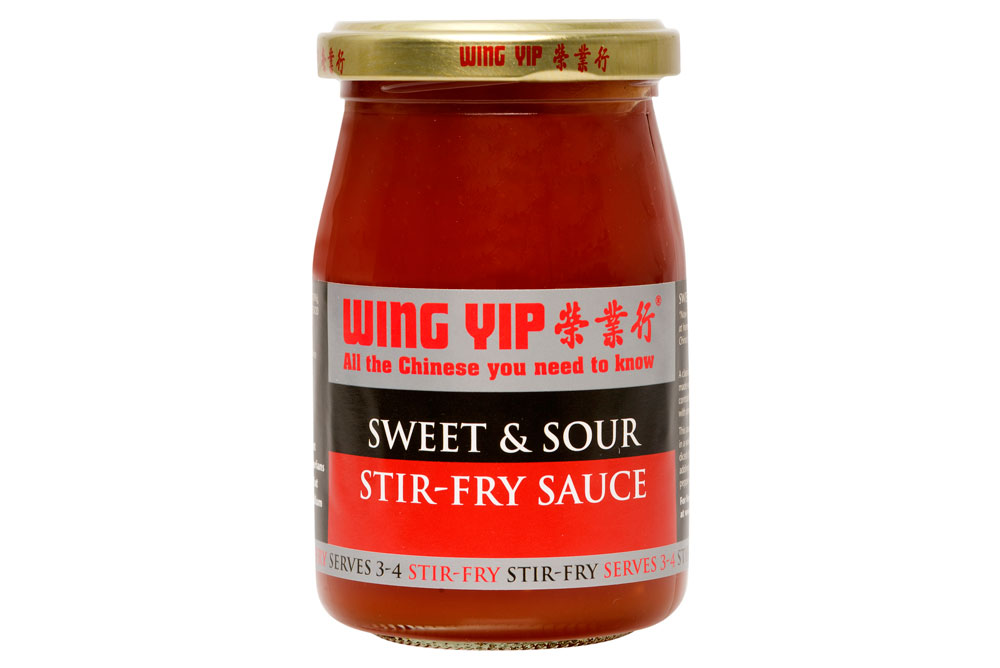 WING YIP 榮業行
WING YIP 榮業行®
All the Chinese you need to know
SWEET & SOUR
STIR-FRY SAUCE
SERVES 3-4 STIR-FRY STIR-FRY SERVES 3-4